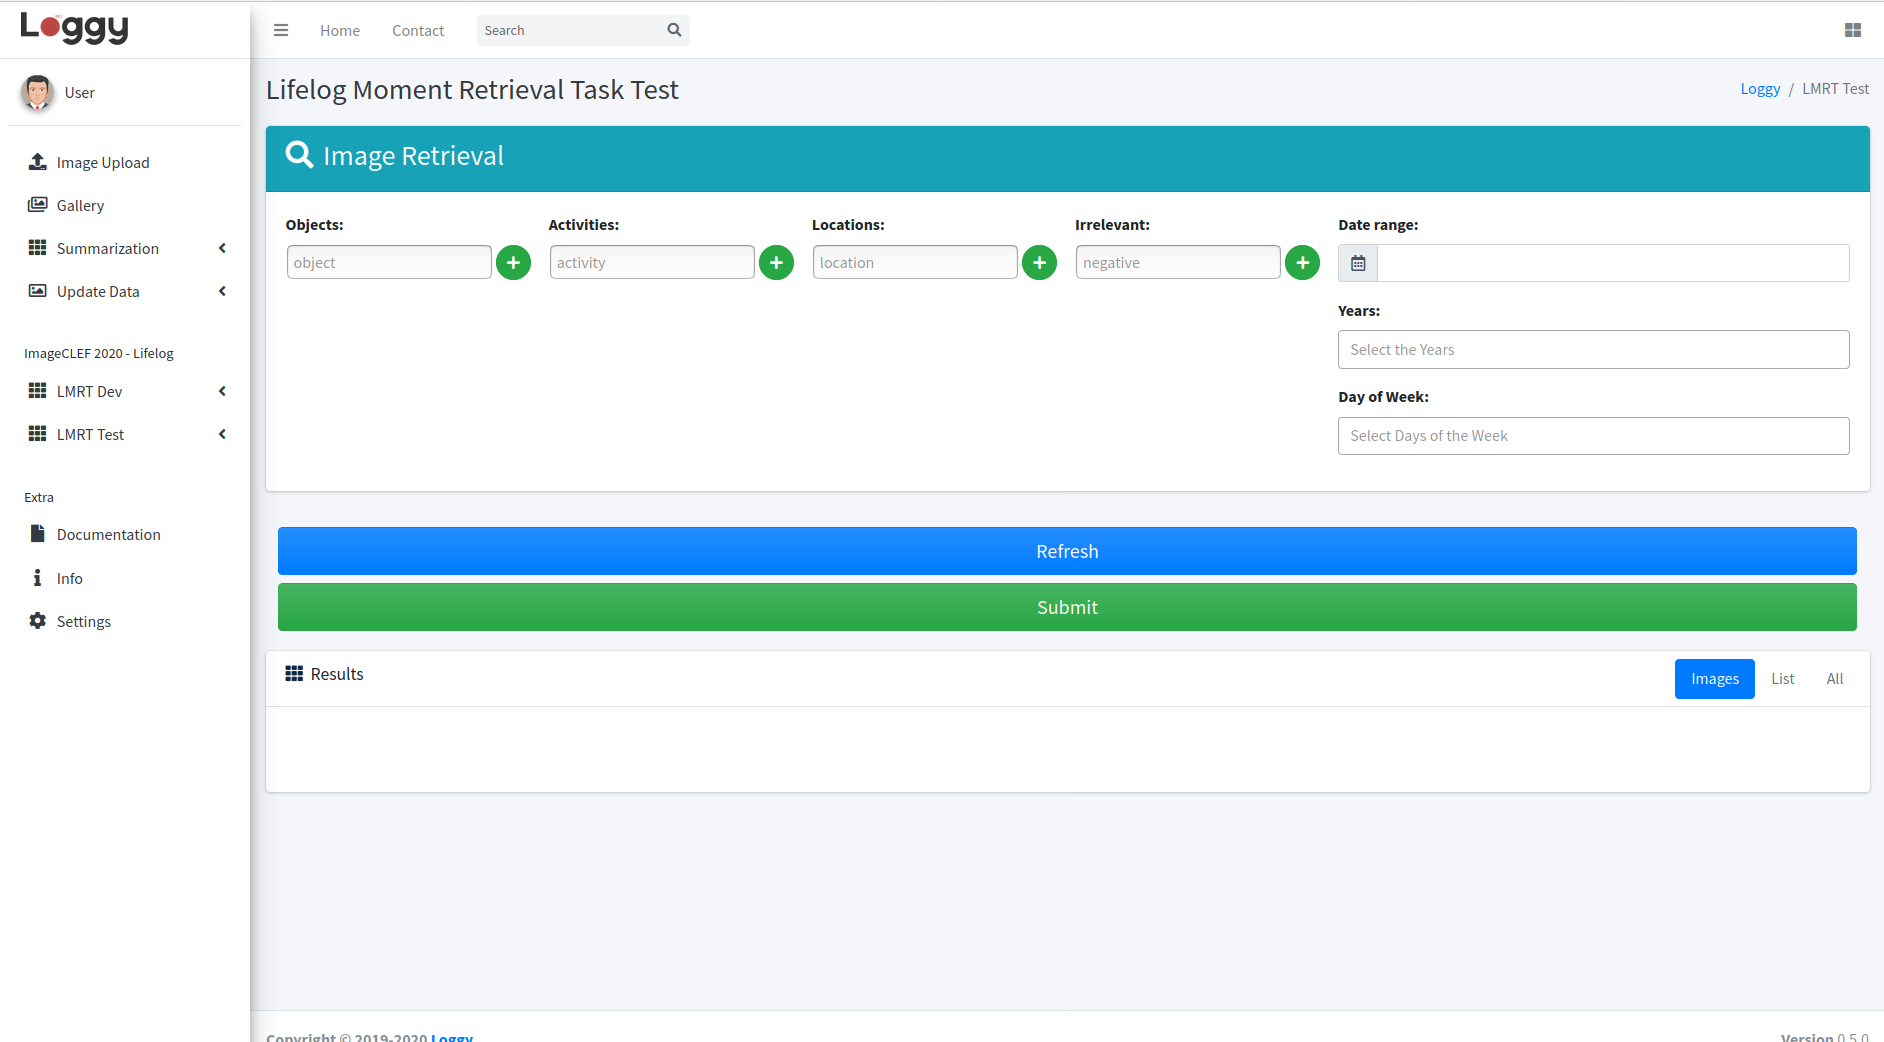 Loggy
Home Contact Search
User
Lifelog Moment Retrieval Task Test
Loggy / LMRT Test
Image Upload
Gallery
Summarization
Update Data
ImageCLEF 2020 - Lifelog
LMRT Dev
LMRT Test
Extra
Documentation
Info
Settings
Image Retrieval
Objects: Activities: Locations: Irrelevant: Date range:
object activity location negative
Years:
Select the Years
Day of Week:
Select Days of the Week
Refresh
Submit
Results
Images List All
Copyright © 2019-2020 Loggy
Version 0.5.0